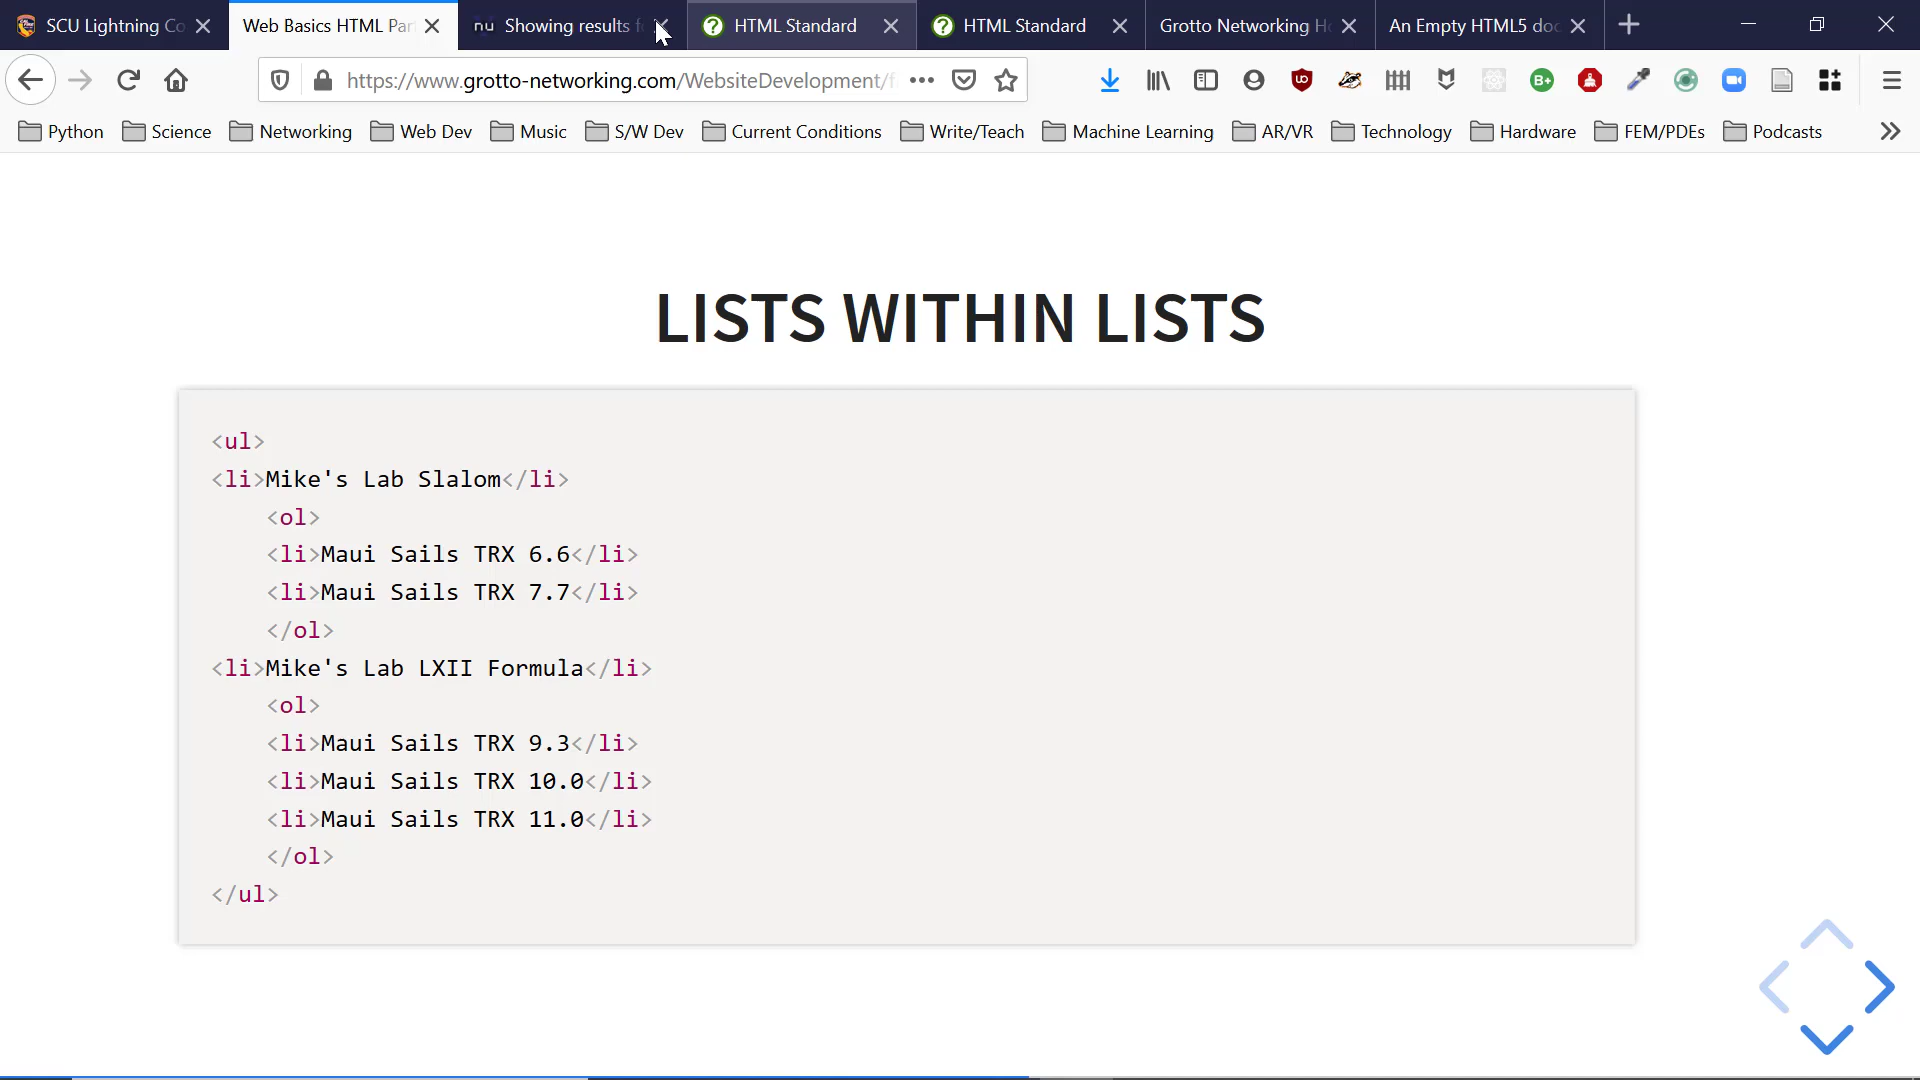 SCU Lightning Co
Web Basics HTML Par
nu Showing results f
HTML Standard
HTML Standard
Grotto Networking H
An Empty HTML5 doc
https://www.grotto-networking.com/WebsiteDevelopment/f
Python
Science
Networking
Web Dev
Music
S/W Dev
Current Conditions
Write/Teach
Machine Learning
AR/VR
Technology
Hardware
FEM/PDEs
Podcasts
LISTS WITHIN LISTS
<ul>
<li>Mike's Lab Slalom</li>
<ol>
<li>Maui Sails TRX 6.6</li>
<li>Maui Sails TRX 7.7</li>
</ol>
<li>Mike's Lab LXII Formula</li>
<ol>
<li>Maui Sails TRX 9.3</li>
<li>Maui Sails TRX 10.0</li>
<li>Maui Sails TRX 11.0</li>
</ol>
</ul>